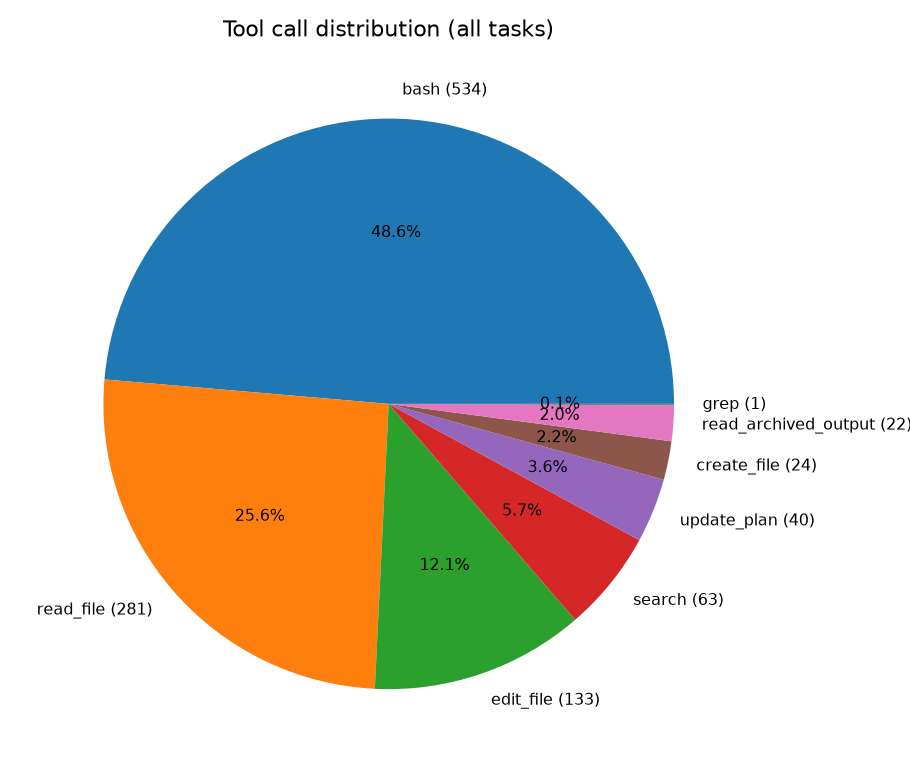 Tool call distribution (all tasks)
bash (534)
48.6%
0.1%
grep (1)
2.0%
read_archived_output (22)
2.2%
create_file (24)
3.6%
update_plan (40)
5.7%
search (63)
25.6%
12.1%
read_file (281)
edit_file (133)